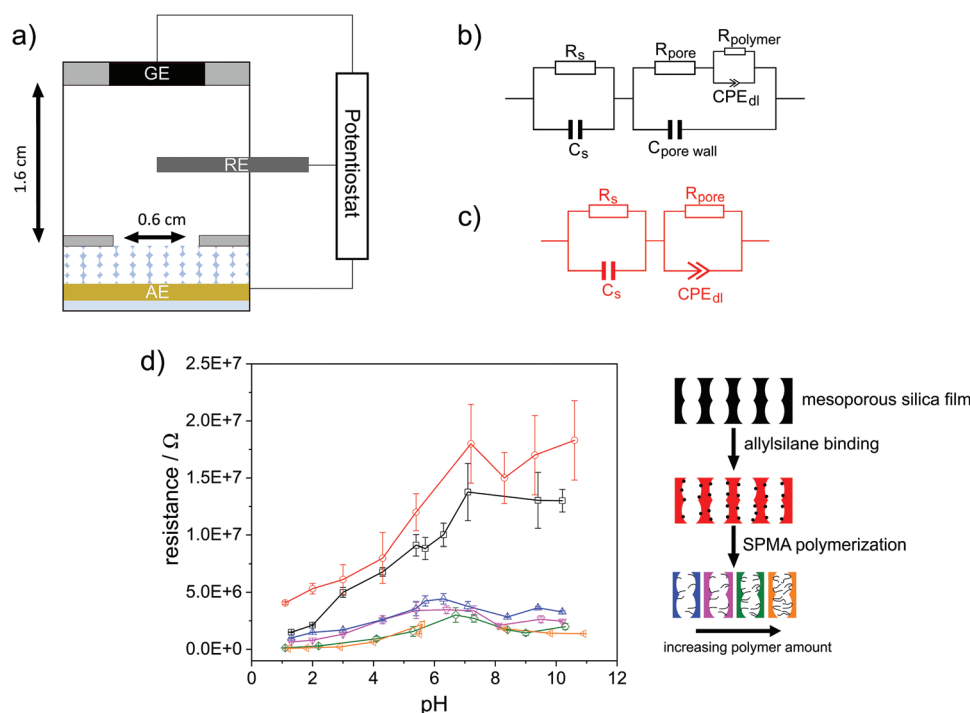 a)
GE
RE
AE
1.6 cm
0.6 cm
Potentiostat
b)
Rs
Cs
Rpore
Rpolymer
CPEdl
Cpore wall
c)
Rs
Cs
Rpore
CPEdl
d)
resistance / Ω
2.5E+7
2.0E+7
1.5E+7
1.0E+7
5.0E+6
0.0E+0
0 2 4 6 8 10 12
pH
mesoporous silica film
allylsilane binding
SPMA polymerization
increasing polymer amount